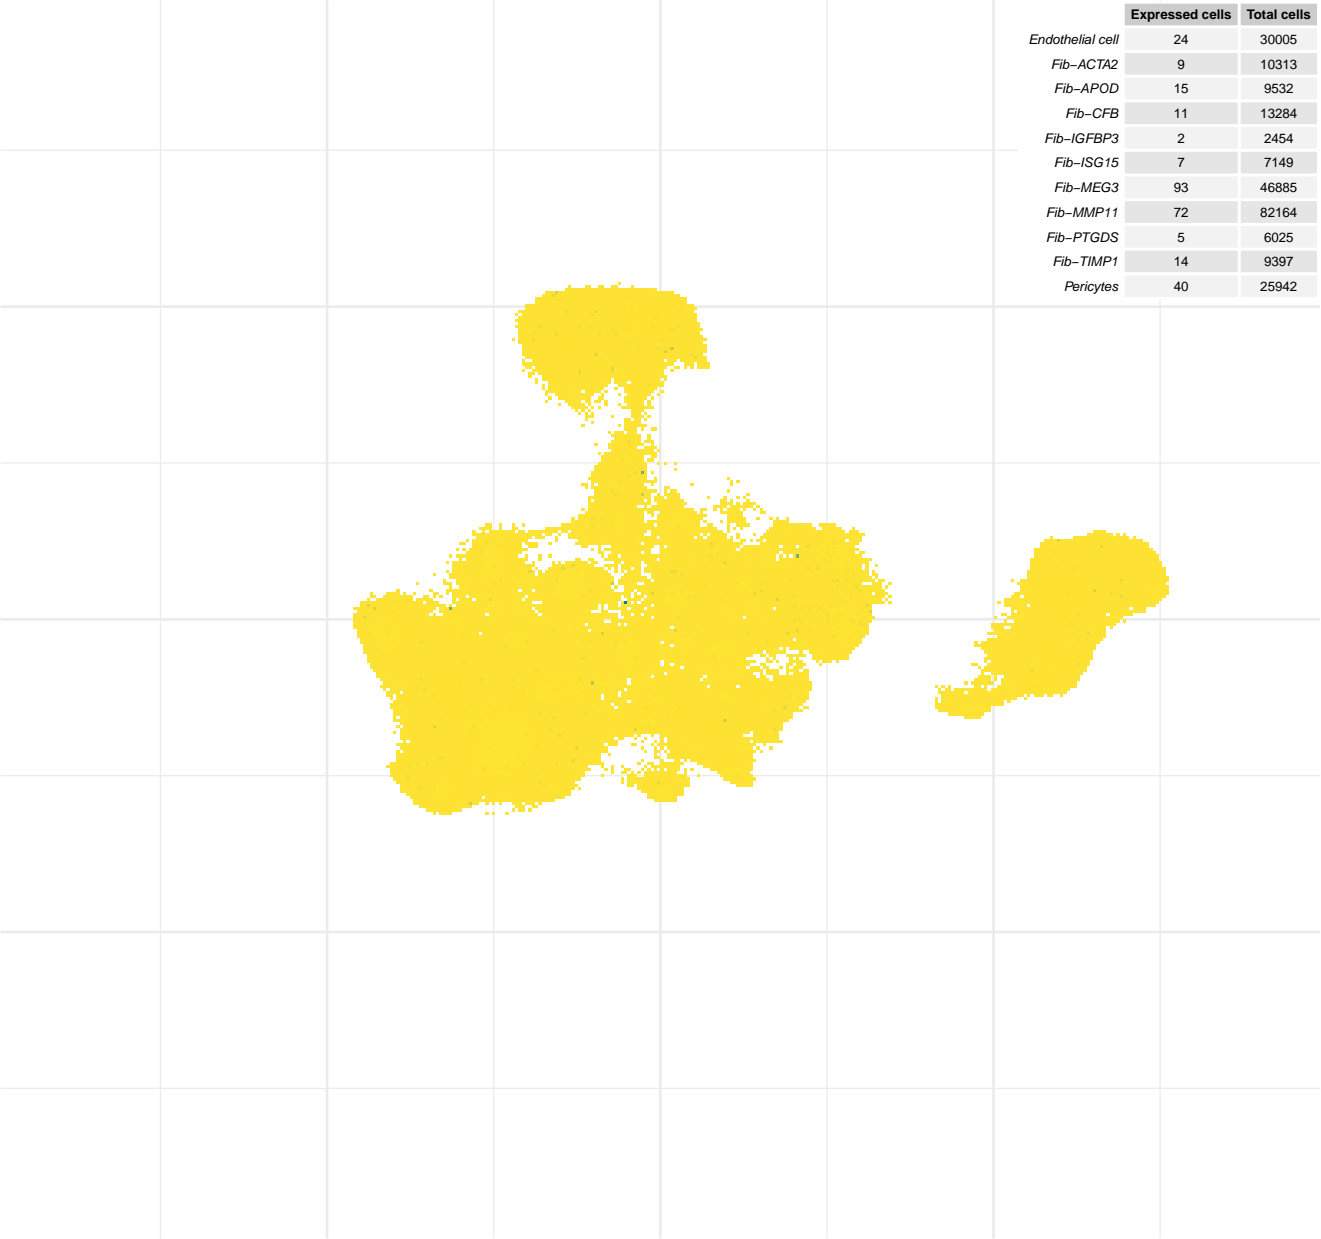 Expressed cells Total cells
Endothelial cell 24 30005
Fib−ACTA2 9 10313
Fib−APOD 15 9532
Fib−CFB 11 13284
Fib−IGFBP3 2 2454
Fib−ISG15 7 7149
Fib−MEG3 93 46885
Fib−MMP11 72 82164
Fib−PTGDS 5 6025
Fib−TIMP1 14 9397
Pericytes 40 25942